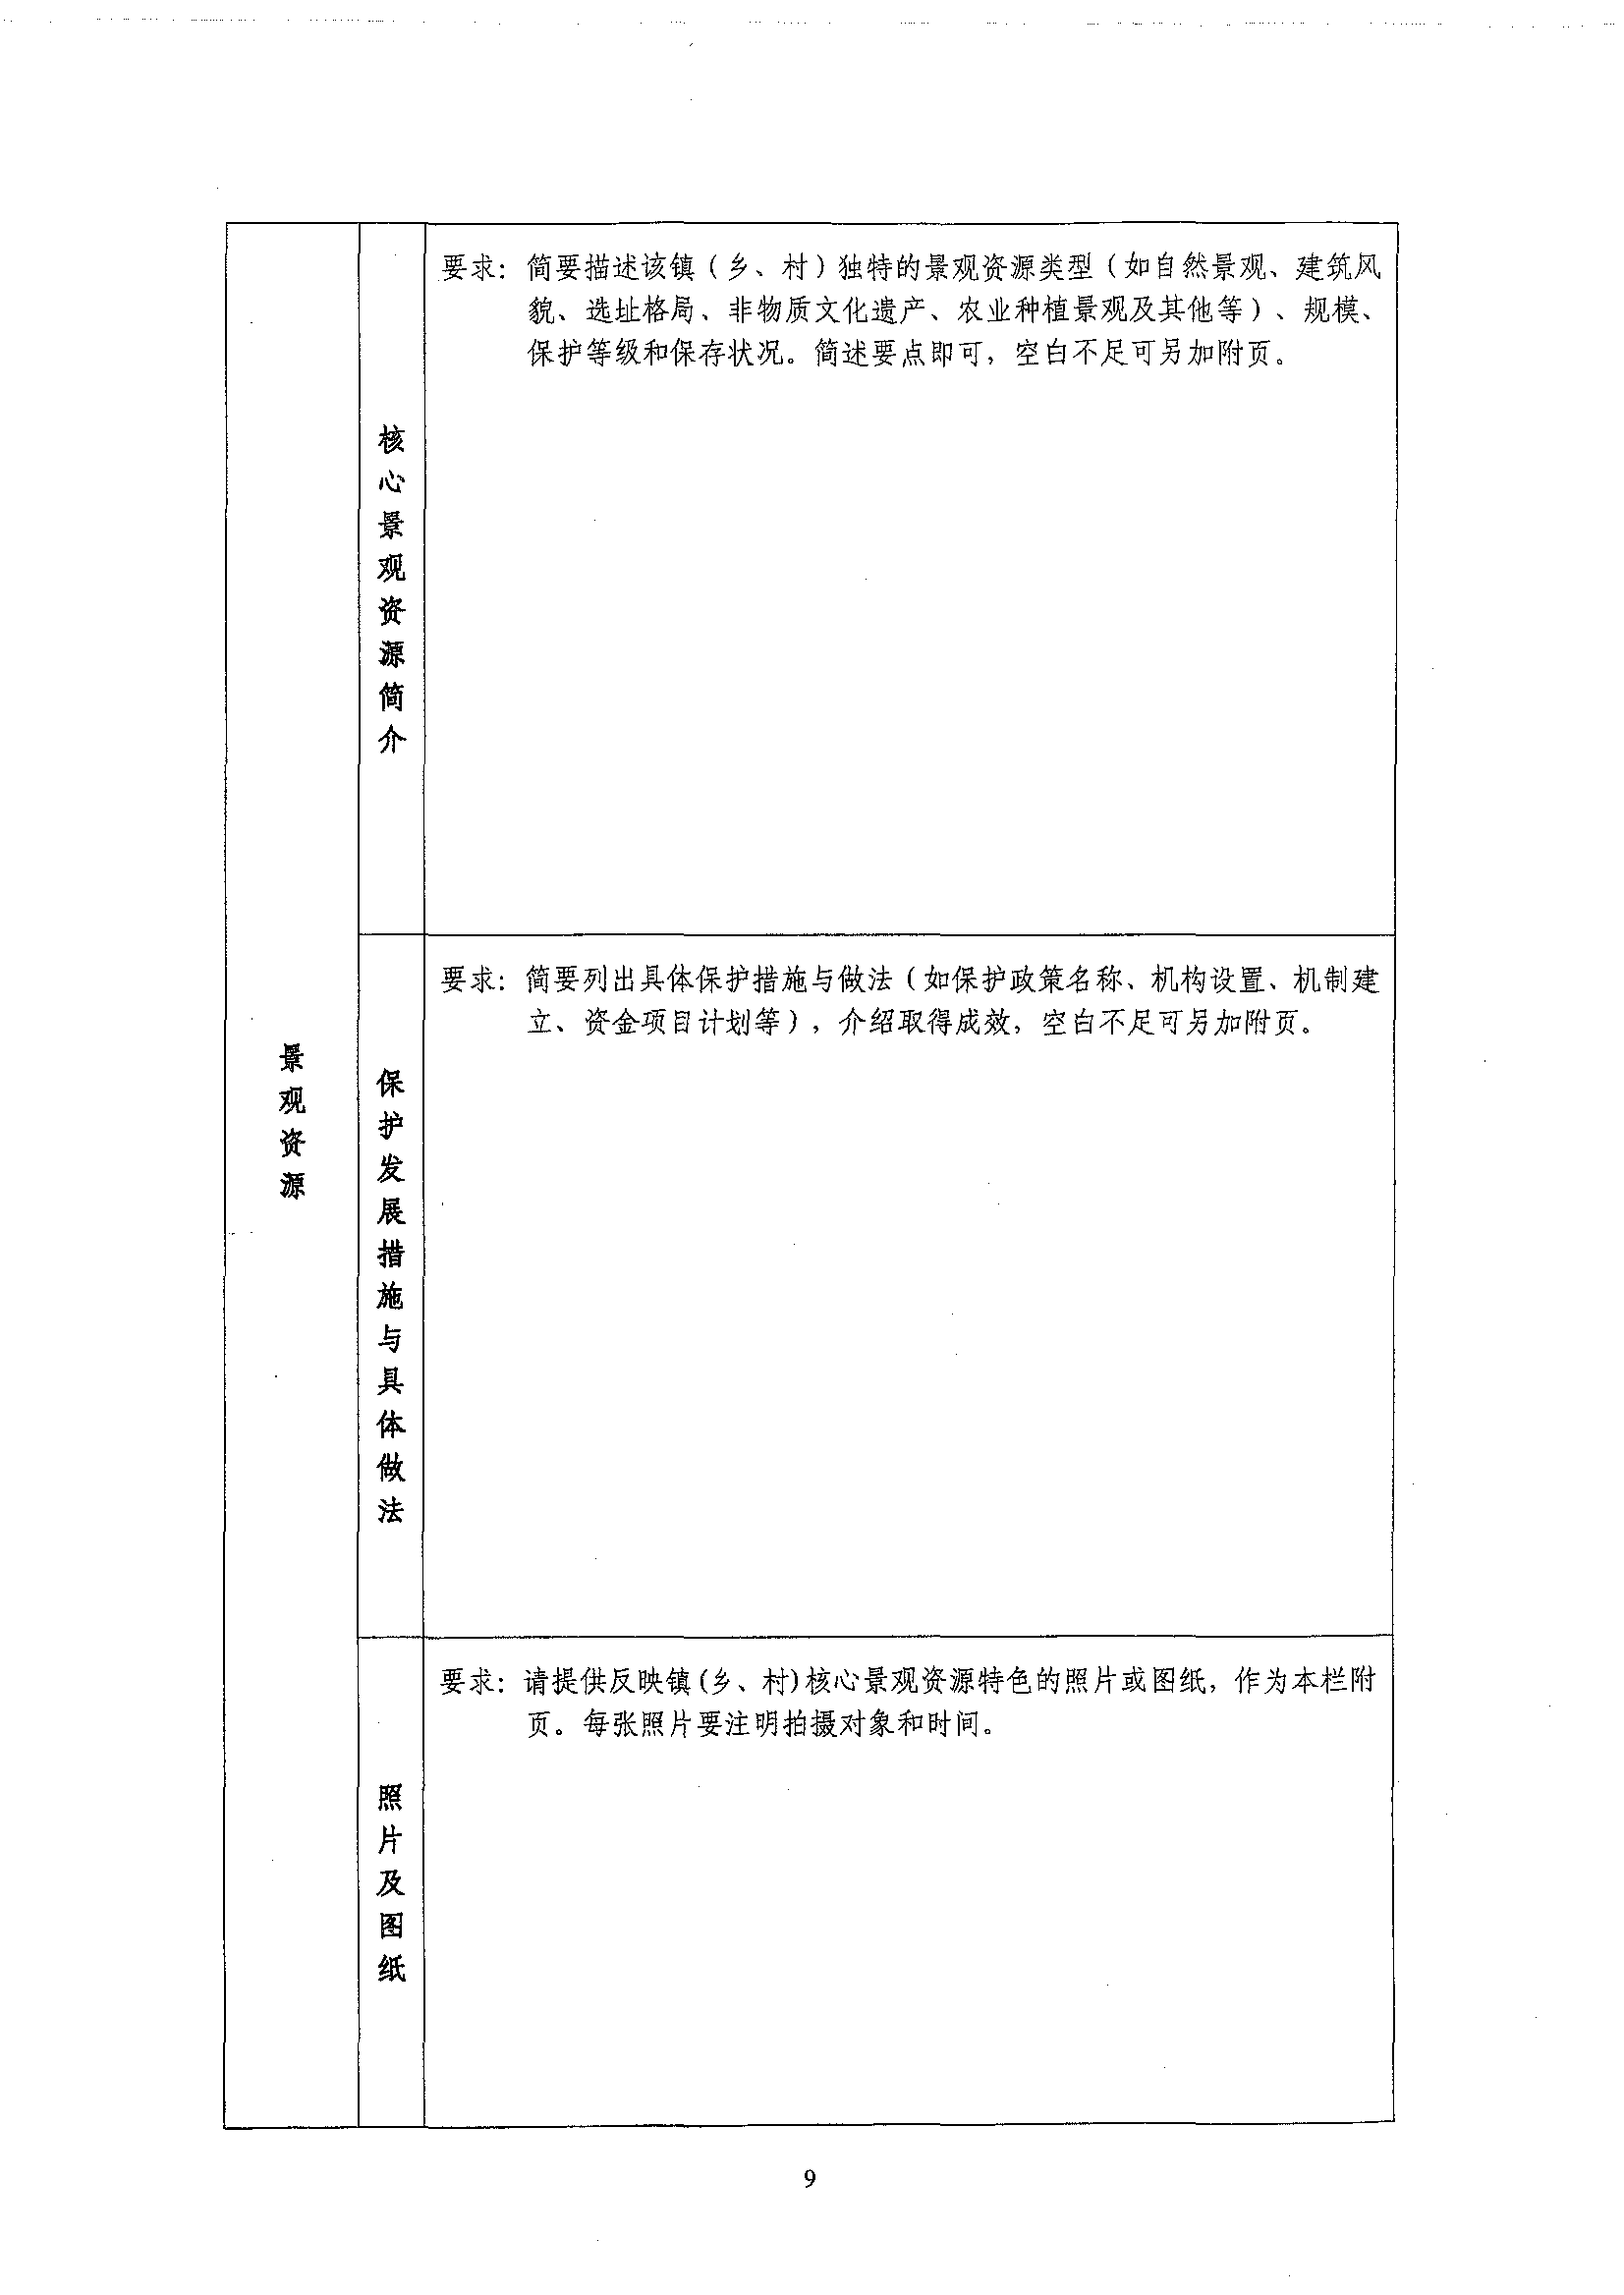 景观资源
核心景观资源简介
要求：简要描述该镇（乡、村）独特的景观资源类型（如自然景观、建筑风
貌、选址格局、非物质文化遗产、农业种植景观及其他等）、规模、
保护等级和保存状况。简述要点即可，空白不足可另加附页。
保护发展措施与具体做法
要求：简要列出具体保护措施与做法（如保护政策名称、机构设置、机制建
立、资金项目计划等），介绍取得成效，空白不足可另加附页。
照片及图纸
要求：请提供反映镇(乡、村)核心景观资源特色的照片或图纸，作为本栏附
页。每张照片要注明拍摄对象和时间。
9